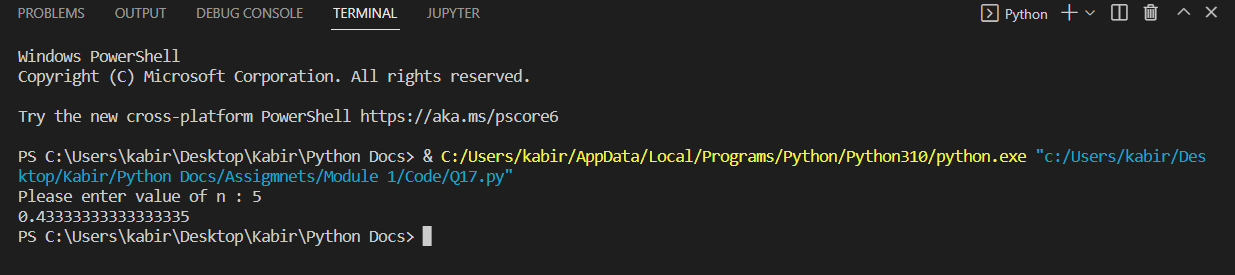 PROBLEMS OUTPUT DEBUG CONSOLE TERMINAL JUPYTER Python
Windows PowerShell
Copyright (C) Microsoft Corporation. All rights reserved.
Try the new cross-platform PowerShell https://aka.ms/pscore6
PS C:\Users\kabir\Desktop\Kabir\Python Docs> & C:/Users/kabir/AppData/Local/Programs/Python/Python310/python.exe "c:/Users/kabir/Des
ktop/Kabir/Python Docs/Assigmnets/Module 1/Code/Q17.py"
Please enter value of n : 5
0.43333333333333335
PS C:\Users\kabir\Desktop\Kabir\Python Docs>